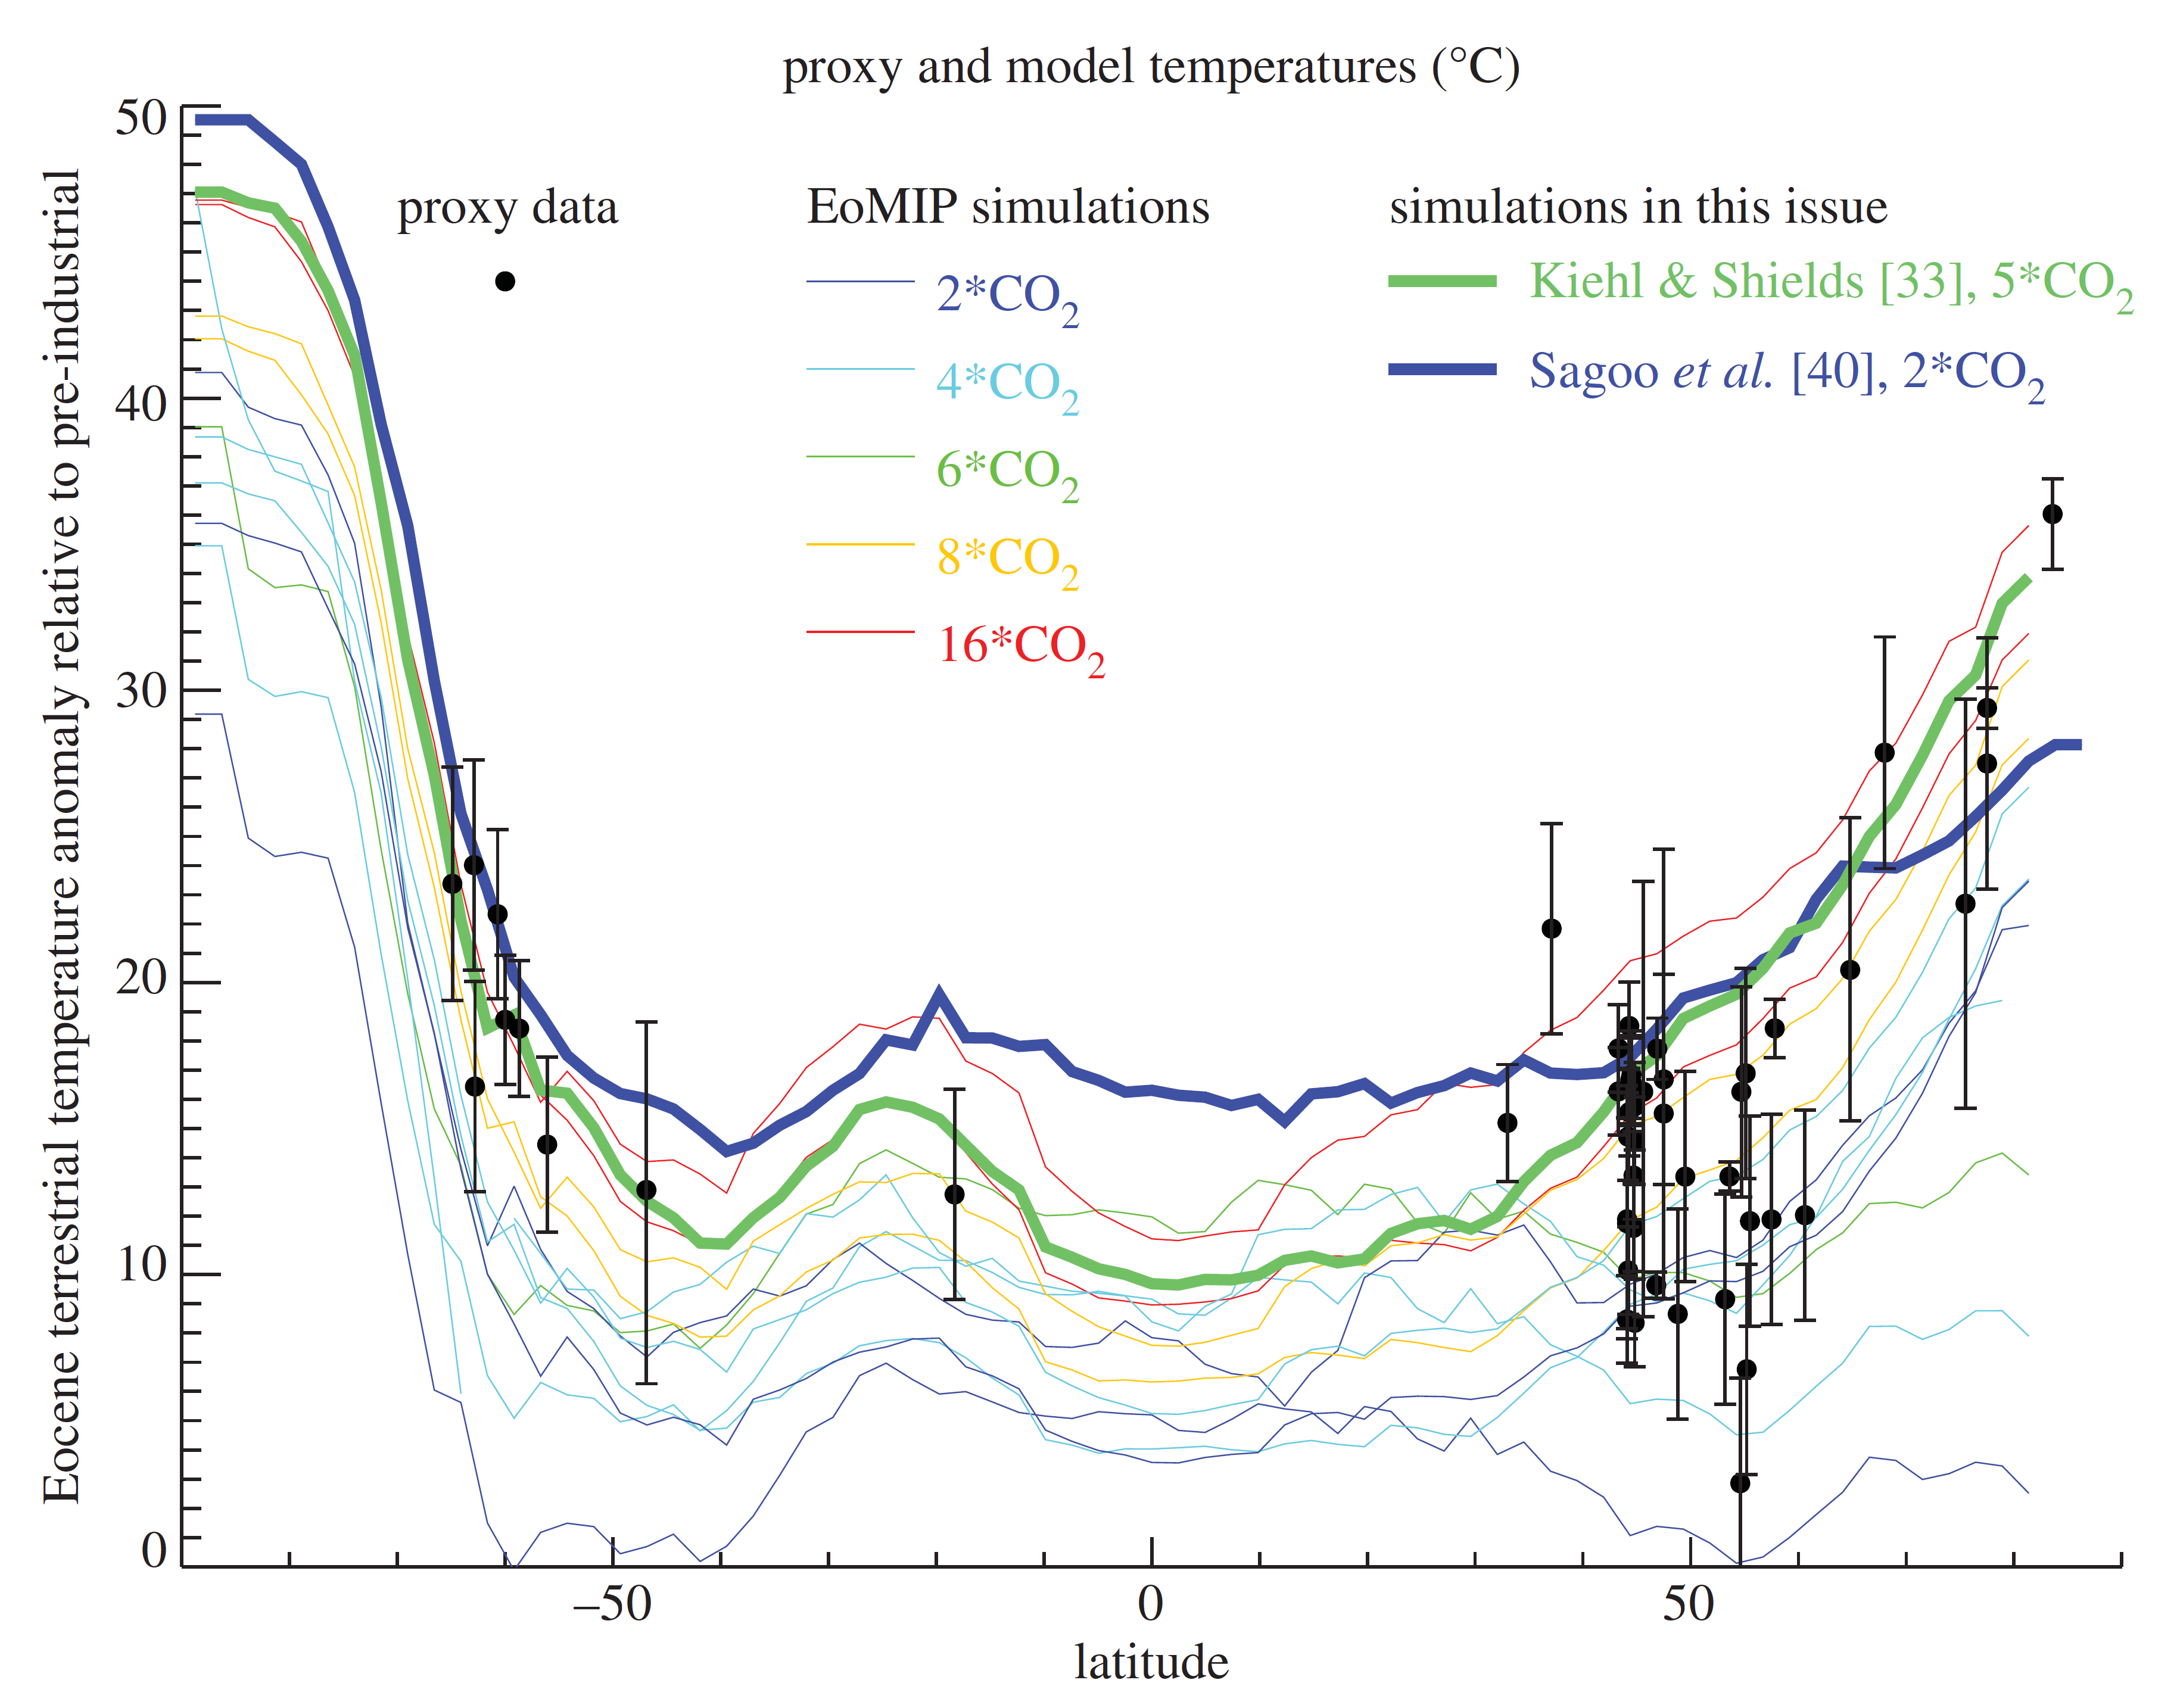 proxy and model temperatures (°C)
Eocene terrestrial temperature anomaly relative to pre-industrial
50
40
30
20
10
0
proxy data
EoMIP simulations
2*CO2
4*CO2
6*CO2
8*CO2
16*CO2
simulations in this issue
Kiehl & Shields [33], 5*CO2
Sagoo et al. [40], 2*CO2
–50
0
50
latitude